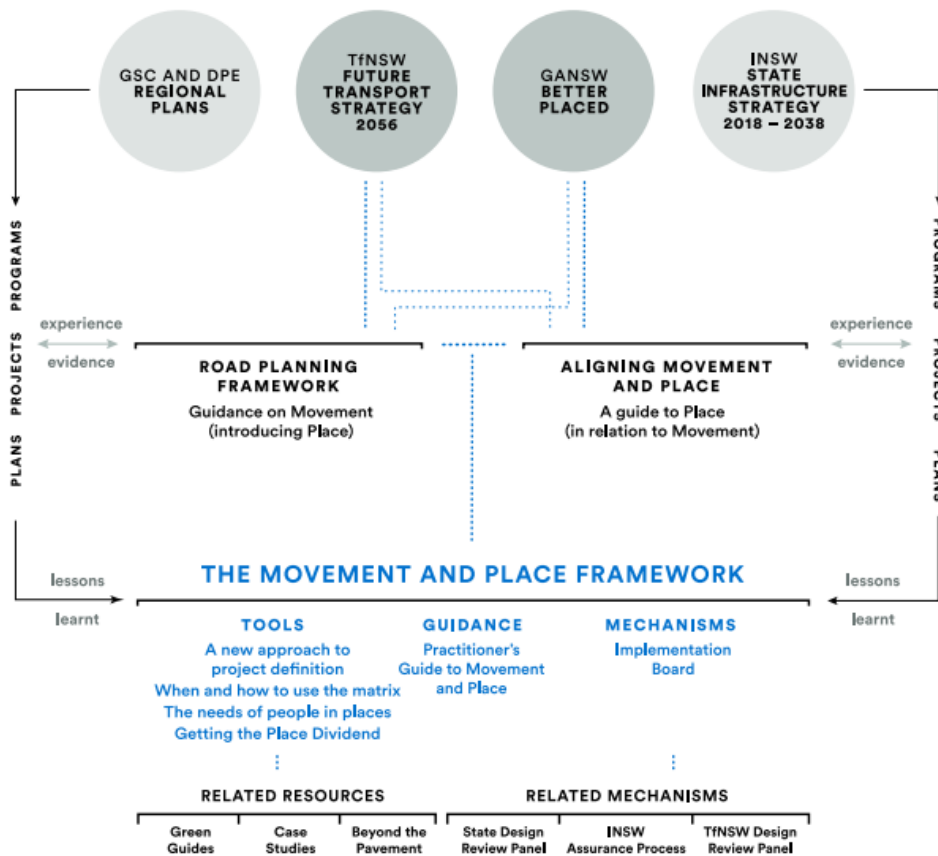 GSC AND DPE
REGIONAL
PLANS
TfNSW
FUTURE
TRANSPORT
STRATEGY
2056
GANSW
BETTER
PLACED
INSW
STATE
INFRASTRUCTURE
STRATEGY
2018 – 2038
PLANS PROJECTS PROGRAMS
PROGRAMS PROJECTS PLANS
experience
evidence
experience
evidence
ROAD PLANNING
FRAMEWORK
Guidance on Movement
(introducing Place)
ALIGNING MOVEMENT
AND PLACE
A guide to Place
(in relation to Movement)
lessons
learnt
lessons
learnt
THE MOVEMENT AND PLACE FRAMEWORK
TOOLS
A new approach to
project definition
When and how to use the matrix
The needs of people in places
Getting the Place Dividend
GUIDANCE
Practitioner's
Guide to Movement
and Place
MECHANISMS
Implementation
Board
RELATED RESOURCES
Green
Guides
Case
Studies
Beyond the
Pavement
RELATED MECHANISMS
State Design
Review Panel
INSW
Assurance Process
TfNSW Design
Review Panel